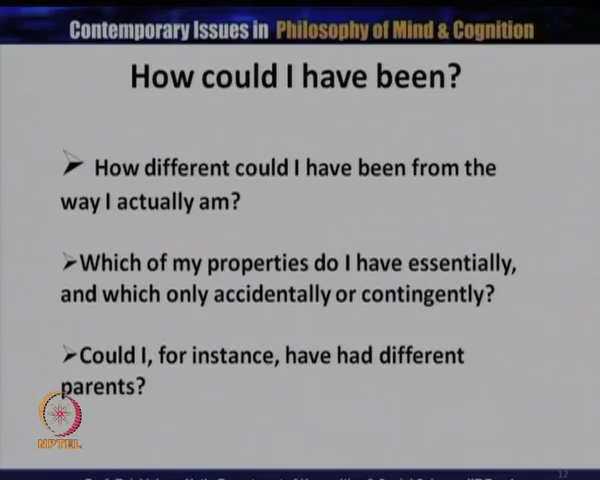 Contemporary Issues in Philosophy of Mind & Cognition
How could I have been?
How different could I have been from the
way I actually am?
Which of my properties do I have essentially,
and which only accidentally or contingently?
Could I, for instance, have had different
parents?
NPTEL
17